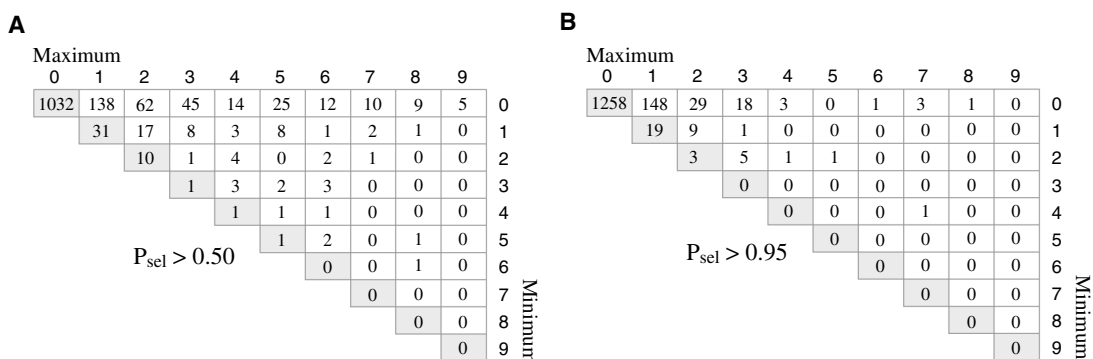 A
Maximum
0 1 2 3 4 5 6 7 8 9
1032 138 62 45 14 25 12 10 9 5 0
31 17 8 3 8 1 2 1 0 1
10 1 4 0 2 1 0 0 2
1 3 2 3 0 0 0 3
1 1 1 0 0 0 4
1 2 0 1 0 5
0 0 1 0 6
0 0 0 7
0 0 8
0 9
Psel > 0.50
Minimum
B
Maximum
0 1 2 3 4 5 6 7 8 9
1258 148 29 18 3 0 1 3 1 0 0
19 9 1 0 0 0 0 0 0 1
3 5 1 1 0 0 0 0 2
0 0 0 0 0 0 0 3
0 0 0 1 0 0 4
0 0 0 0 0 5
0 0 0 0 6
0 0 0 7
0 0 8
0 9
Psel > 0.95
Minimum